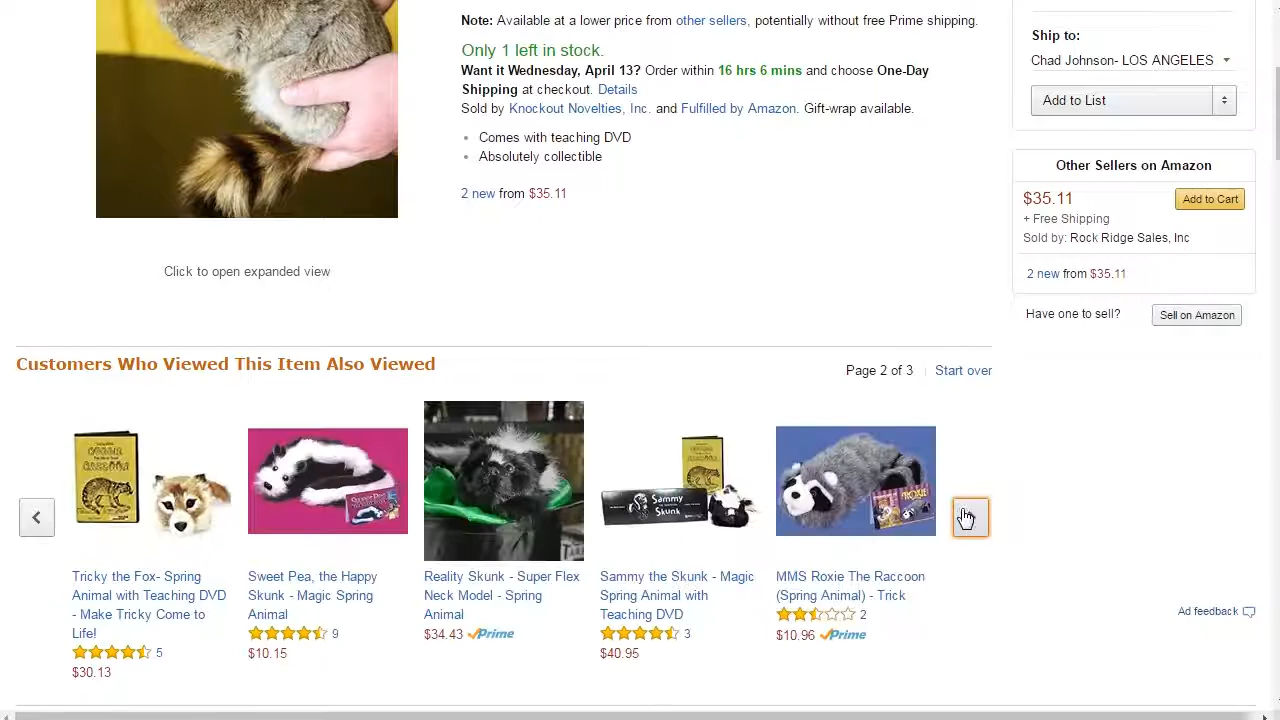 Note: Available at a lower price from other sellers, potentially without free Prime shipping.
Only 1 left in stock.
Want it Wednesday, April 13? Order within 16 hrs 6 mins and choose One-Day
Shipping at checkout. Details
Sold by Knockout Novelties, Inc. and Fulfilled by Amazon. Gift-wrap available.
Comes with teaching DVD
Absolutely collectible
2 new from $35.11
Click to open expanded view
Ship to:
Chad Johnson- LOS ANGELES
Add to List
Other Sellers on Amazon
$35.11
Add to Cart
+ Free Shipping
Sold by: Rock Ridge Sales, Inc
2 new from $35.11
Have one to sell?
Sell on Amazon
Customers Who Viewed This Item Also Viewed
Page 2 of 3
Start over
Sammy
Skunk
Tricky the Fox- Spring
Animal with Teaching DVD
- Make Tricky Come to
Life!
5
$30.13
Sweet Pea, the Happy
Skunk - Magic Spring
Animal
9
$10.15
Reality Skunk - Super Flex
Neck Model - Spring
Animal
$34.43 Prime
Sammy the Skunk - Magic
Spring Animal with
Teaching DVD
3
$40.95
MMS Roxie The Raccoon
(Spring Animal) - Trick
2
$10.96 Prime
Ad feedback